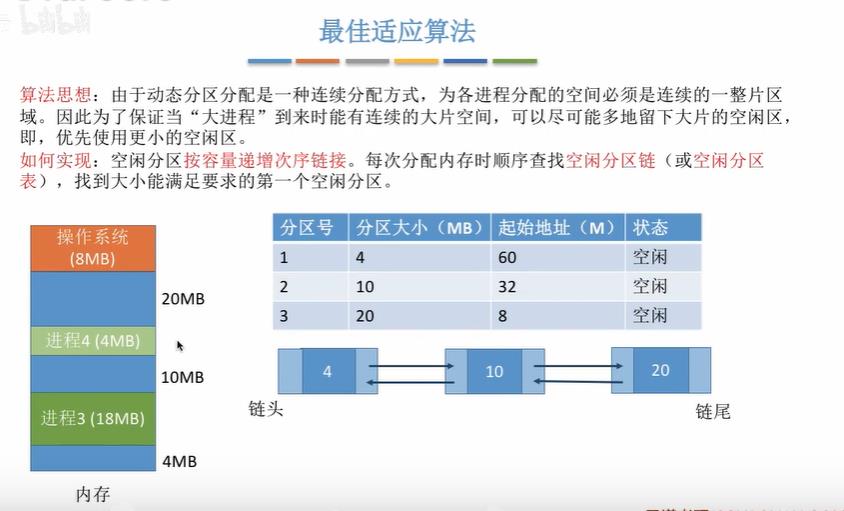 最佳适应算法
算法思想：由于动态分区分配是一种连续分配方式，为各进程分配的空间必须是连续的一整片区
域。因此为了保证当“大进程”到来时能有连续的大片空间，可以尽可能多地留下大片的空闲区，
即，优先使用更小的空闲区。
如何实现：空闲分区按容量递增次序链接。每次分配内存时顺序查找空闲分区链（或空闲分区
表），找到大小能满足要求的第一个空闲分区。
操作系统
(8MB)
20MB
进程4 (4MB)
10MB
进程3 (18MB)
4MB
内存
分区号 分区大小（MB） 起始地址（M） 状态
1 4 60 空闲
2 10 32 空闲
3 20 8 空闲
4 10 20
链头 链尾